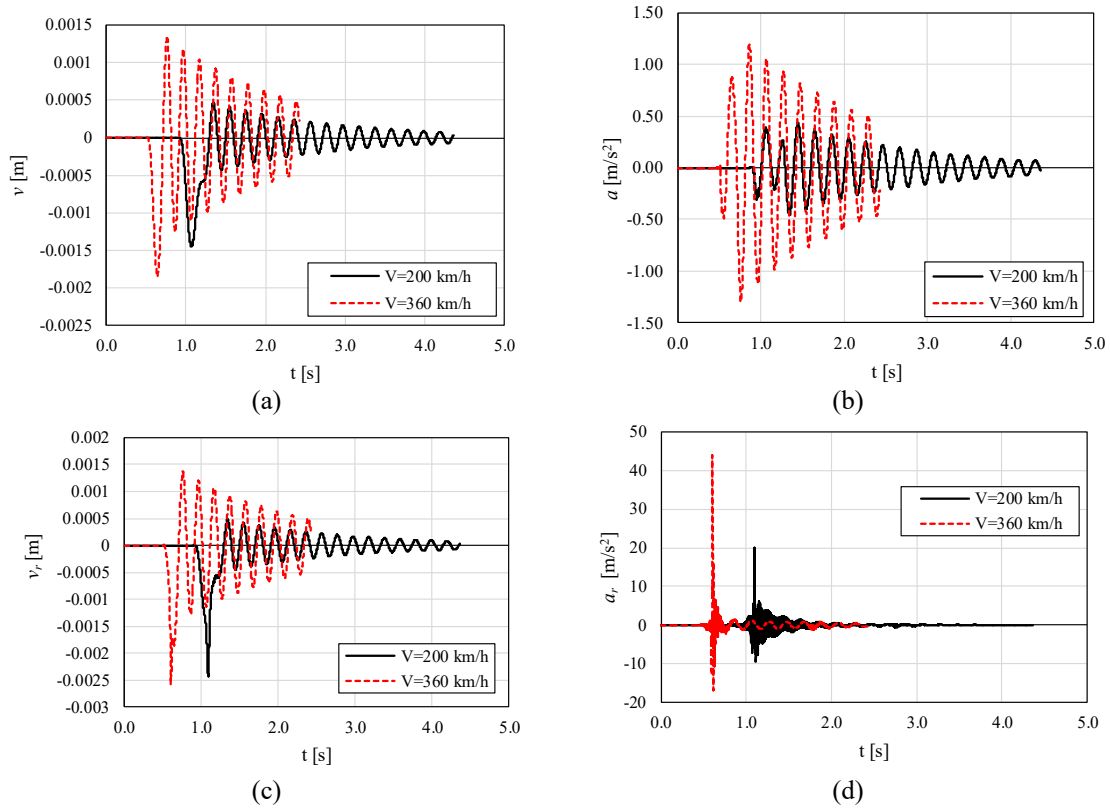 0.0015
0.001
0.0005
0
-0.0005
-0.001
-0.0015
-0.002
-0.0025
v [m]
0.0 1.0 2.0 3.0 4.0 5.0
t [s]
V=200 km/h
V=360 km/h
(a)
1.50
1.00
0.50
0.00
-0.50
-1.00
-1.50
a [m/s²]
0.0 1.0 2.0 3.0 4.0 5.0
t [s]
V=200 km/h
V=360 km/h
(b)
0.002
0.0015
0.001
0.0005
0
-0.0005
-0.001
-0.0015
-0.002
-0.0025
-0.003
vᵣ [m]
0.0 1.0 2.0 3.0 4.0 5.0
t [s]
V=200 km/h
V=360 km/h
(c)
50
40
30
20
10
0
-10
-20
aᵣ [m/s²]
0.0 1.0 2.0 3.0 4.0 5.0
t [s]
V=200 km/h
V=360 km/h
(d)